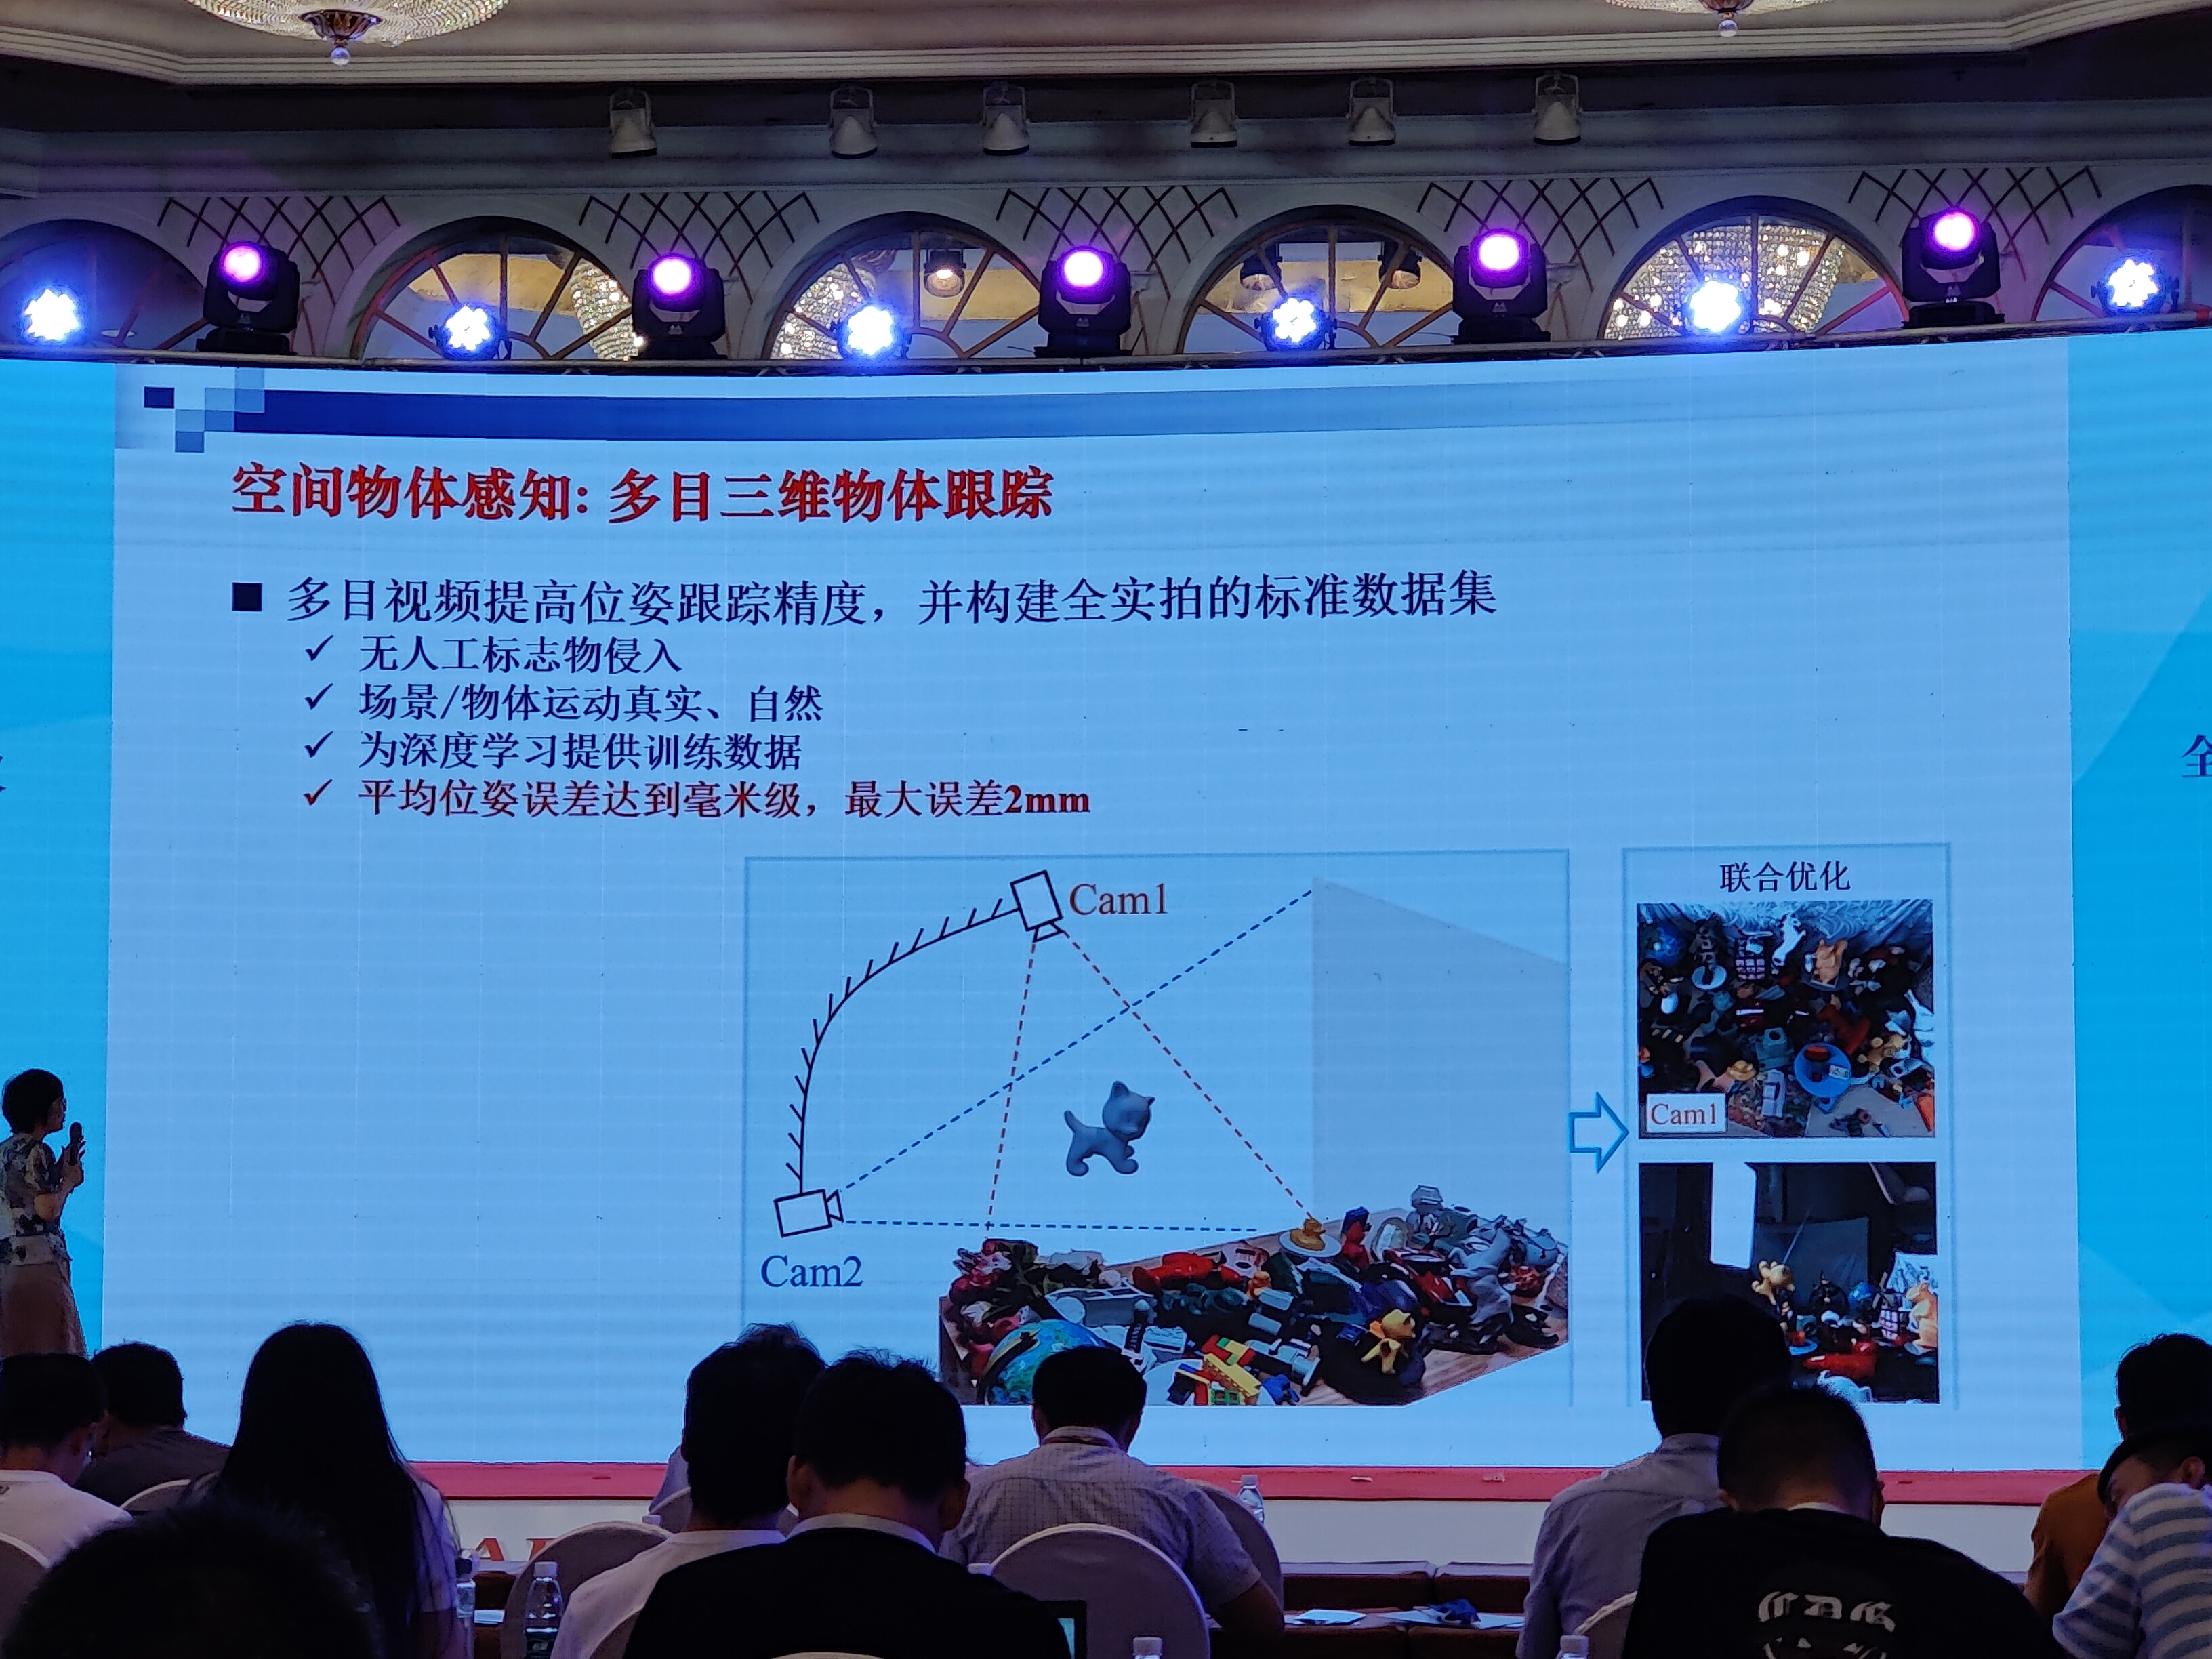 空间物体感知: 多目三维物体跟踪
■ 多目视频提高位姿跟踪精度，并构建全实拍的标准数据集
✓ 无人工标志物侵入
✓ 场景/物体运动真实、自然
✓ 为深度学习提供训练数据
✓ 平均位姿误差达到毫米级，最大误差2mm
全
Cam1
Cam2
联合优化
Cam1